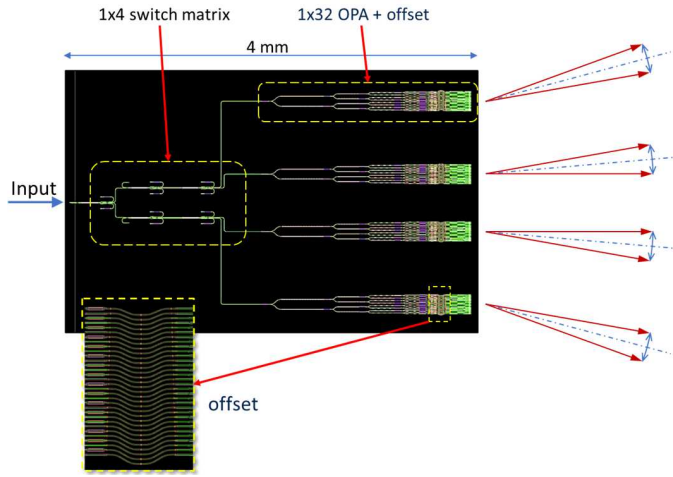 1x4 switch matrix
1x32 OPA + offset
4 mm
Input
offset